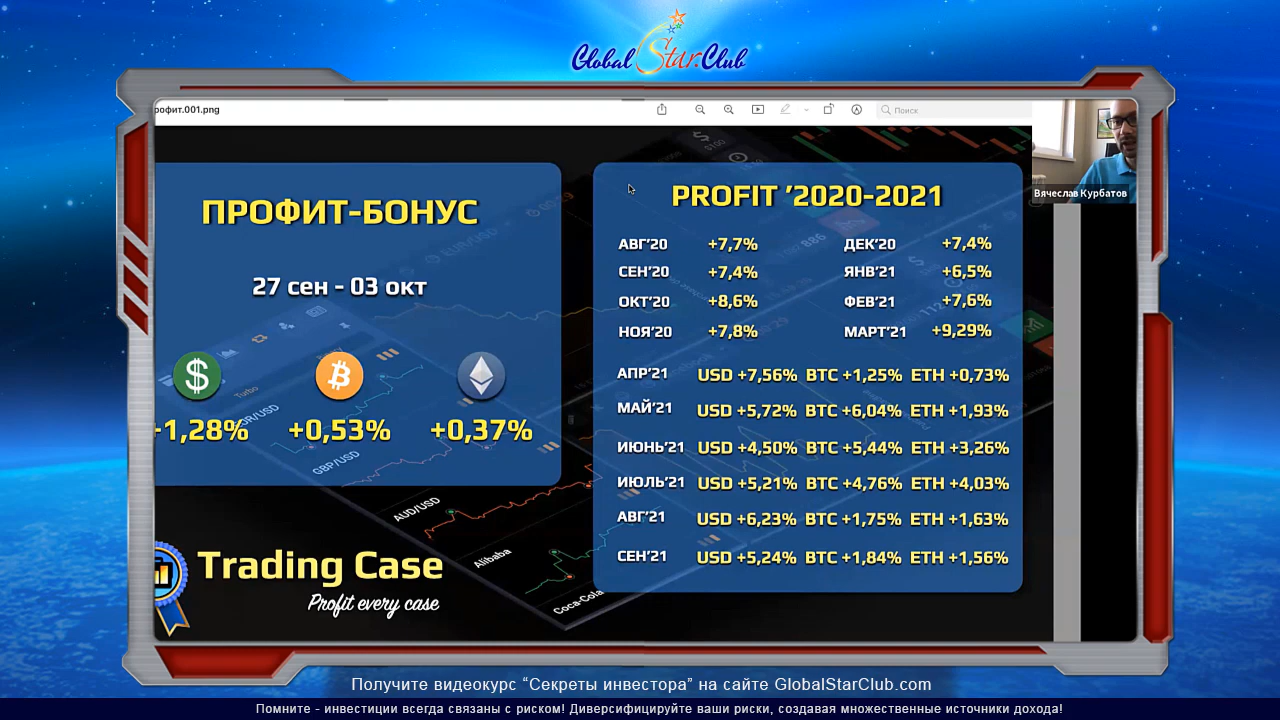 Global Star Club
рофит.001.png
Поиск
Вячеслав Курбатов
ПРОФИТ-БОНУС
27 сен - 03 окт
+1,28% +0,53% +0,37%
Turbo
GBP/USD
AUD/USD
Alibaba
Coca-Cola
Trading Case
Profit every case
PROFIT ’2020-2021
АВГ’20 +7,7% ДЕК’20 +7,4%
СЕН’20 +7,4% ЯНВ’21 +6,5%
ОКТ’20 +8,6% ФЕВ’21 +7,6%
НОЯ’20 +7,8% МАРТ’21 +9,29%
АПР’21 USD +7,56% BTC +1,25% ETH +0,73%
МАЙ’21 USD +5,72% BTC +6,04% ETH +1,93%
ИЮНЬ’21 USD +4,50% BTC +5,44% ETH +3,26%
ИЮЛЬ’21 USD +5,21% BTC +4,76% ETH +4,03%
АВГ’21 USD +6,23% BTC +1,75% ETH +1,63%
СЕН’21 USD +5,24% BTC +1,84% ETH +1,56%
Получите видеокурс “Секреты инвестора” на сайте GlobalStarClub.com
Помните - инвестиции всегда связаны с риском! Диверсифицируйте ваши риски, создавая множественные источники дохода!